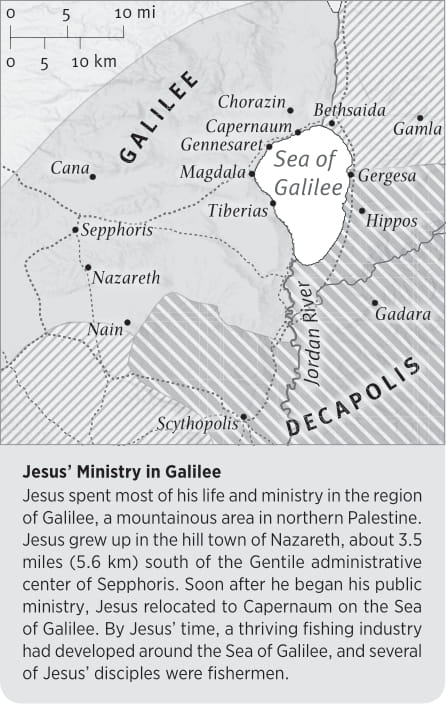 0 5 10 mi
0 5 10 km
GALILEE
Chorazin
Bethsaida
Capernaum
Gamla
Gennesaret
Sea of
Galilee
Cana
Magdala
Gergesa
Tiberias
Hippos
Sepphoris
Nazareth
Jordan River
Gadara
Nain
DECAPOLIS
Scythopolis
Jesus’ Ministry in Galilee
Jesus spent most of his life and ministry in the region
of Galilee, a mountainous area in northern Palestine.
Jesus grew up in the hill town of Nazareth, about 3.5
miles (5.6 km) south of the Gentile administrative
center of Sepphoris. Soon after he began his public
ministry, Jesus relocated to Capernaum on the Sea
of Galilee. By Jesus’ time, a thriving fishing industry
had developed around the Sea of Galilee, and several
of Jesus’ disciples were fishermen.